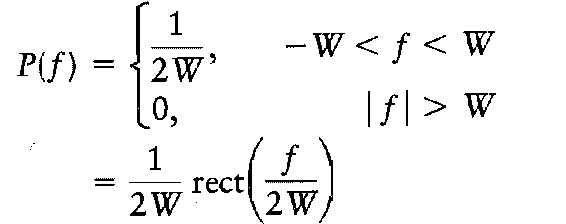 P(f) = { 1/2W, −W < f < W
0, |f| > W
= 1/2W rect(f/2W)